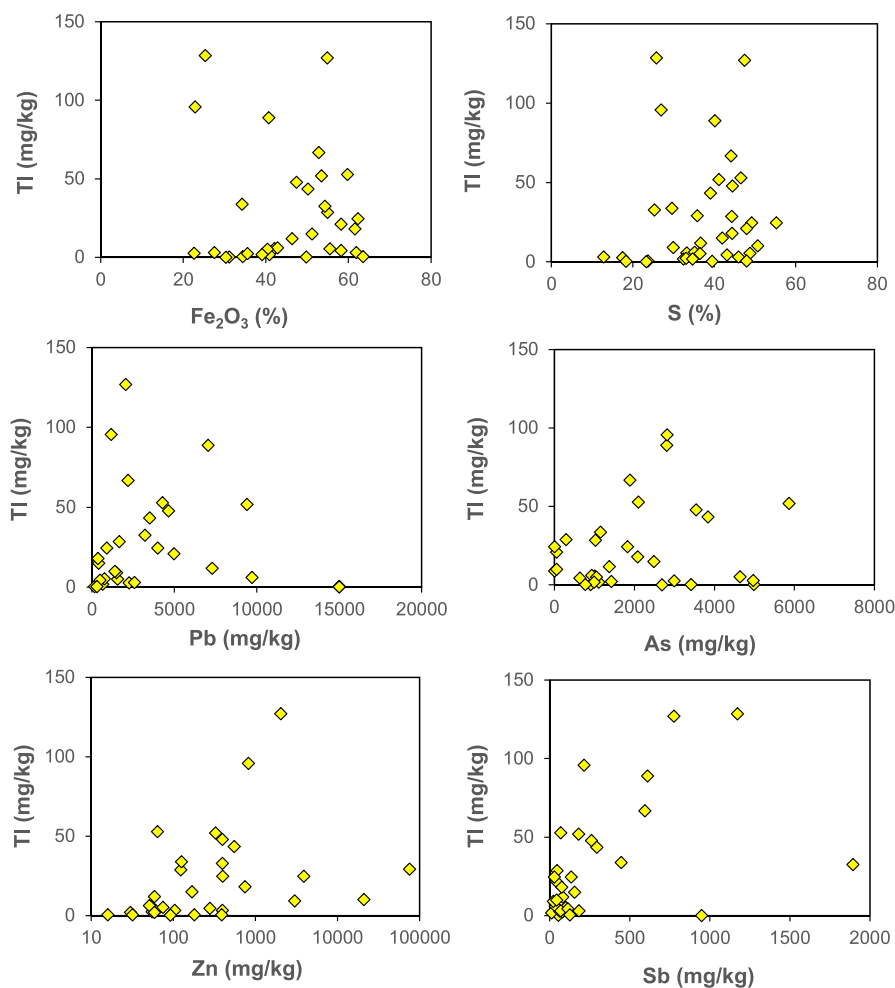 150
100
50
0
0 20 40 60 80
Tl (mg/kg)
Fe₂O₃ (%)
150
100
50
0
0 20 40 60 80
Tl (mg/kg)
S (%)
150
100
50
0
0 5000 10000 15000 20000
Tl (mg/kg)
Pb (mg/kg)
150
100
50
0
0 2000 4000 6000 8000
Tl (mg/kg)
As (mg/kg)
150
100
50
0
10 100 1000 10000 100000
Tl (mg/kg)
Zn (mg/kg)
150
100
50
0
0 500 1000 1500 2000
Tl (mg/kg)
Sb (mg/kg)